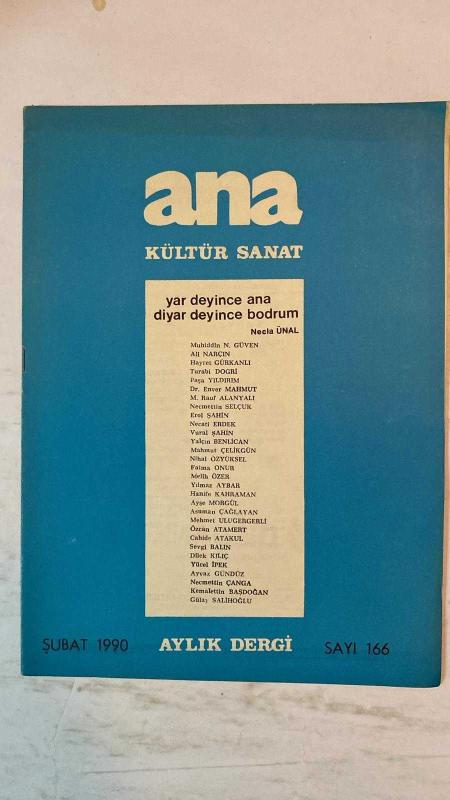 ana
KÜLTÜR SANAT
yar deyince ana
diyar deyince bodrum
Necla ÜNAL
Muhiddin N. GÜVEN
Ali NARÇIN
Hayret GÜRKANLI
Turabi DOGRİ
Paşa YILDIRIM
Dr. Enver MAHMUT
M. Rauf ALANYALI
Necmettin SELÇUK
Erol ŞAHİN
Necati ERDEK
Vural ŞAHİN
Yalçın BENLİCAN
Mahmut ÇELİKGÜN
Nihal ÖZYÜKSEL
Fatma ONUR
Melih ÖZER
Yılmaz AYBAR
Hanife KAHRAMAN
Ayşe MORGÜL
Asuman ÇAĞLAYAN
Mehmet ULUGERGERLİ
Özcan ATAMERT
Cahide ATAKUL
Sevgi BALIN
Dilek KILIÇ
Yücel İPEK
Ayvaz GÜNDÜZ
Necmettin ÇANGA
Kemalettin BAŞDOĞAN
Gülay SALİHOĞLU
ŞUBAT 1990
AYLIK DERGİ
SAYI 166